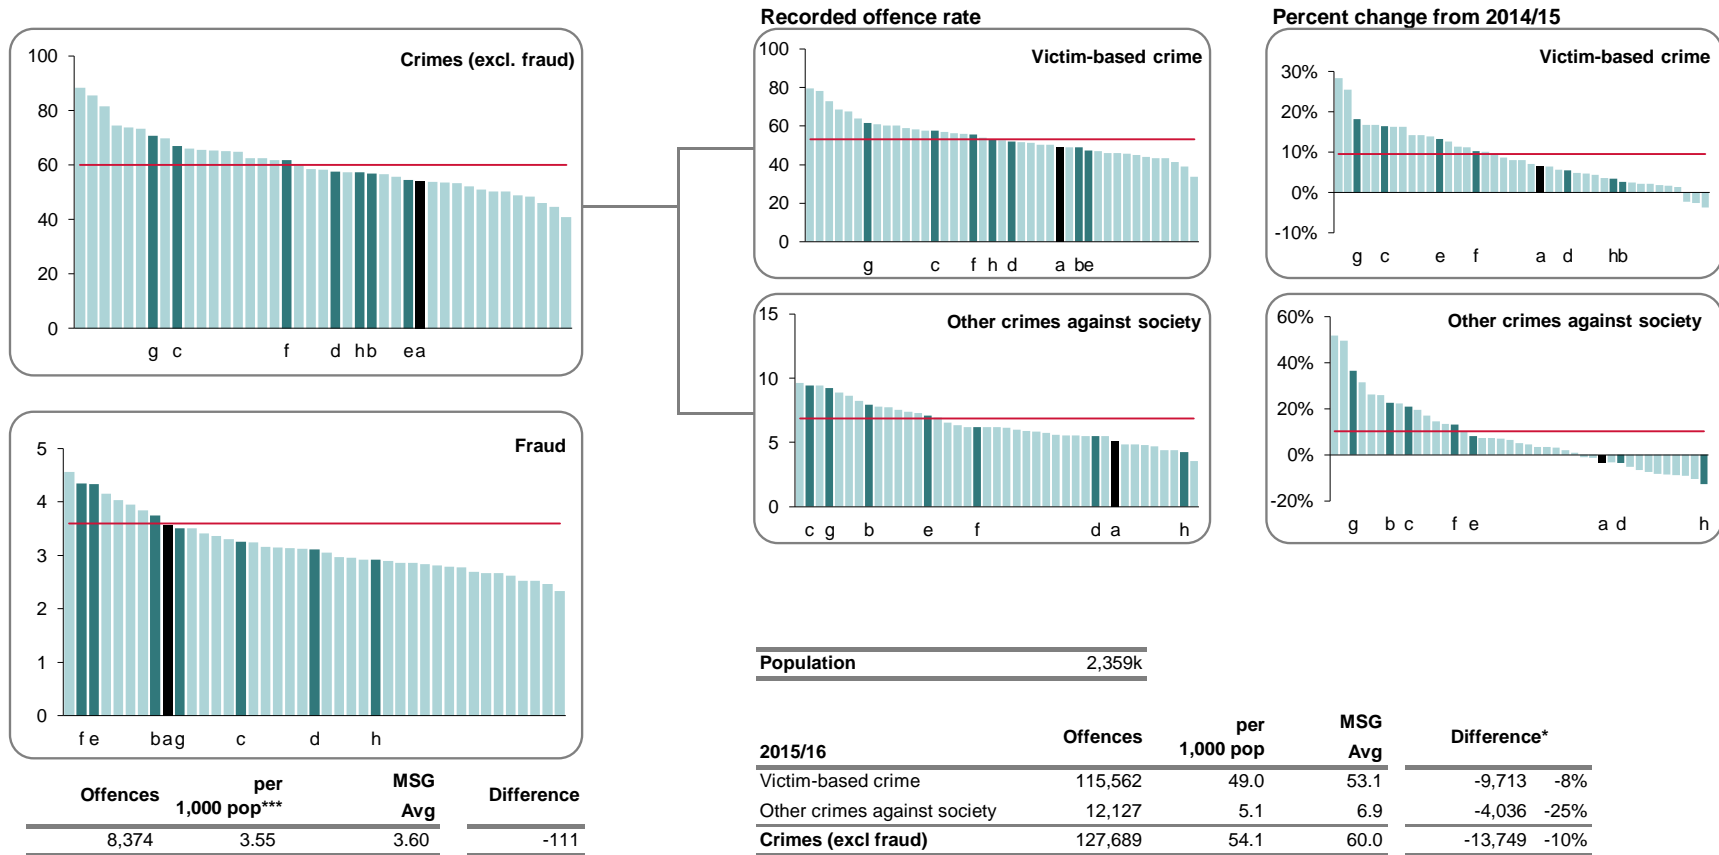 Recorded offence rate
Percent change from 2014/15
Crimes (excl. fraud)
100
80
60
40
20
0
g c f d h b e a
Victim-based crime
100
80
60
40
20
0
g c f h d a b e
Victim-based crime
30%
20%
10%
0%
-10%
g c e f a d h b
Other crimes against society
15
10
5
0
c g b e f d a h
Other crimes against society
60%
40%
20%
0%
-20%
g b c f e a d h
Fraud
5
4
3
2
1
0
f e b a g c d h
Offences per 1,000 pop*** MSG Avg Difference
8,374 3.55 3.60 -111
Population 2,359k
2015/16 Offences per 1,000 pop MSG Avg Difference*
Victim-based crime 115,562 49.0 53.1 -9,713 -8%
Other crimes against society 12,127 5.1 6.9 -4,036 -25%
Crimes (excl fraud) 127,689 54.1 60.0 -13,749 -10%